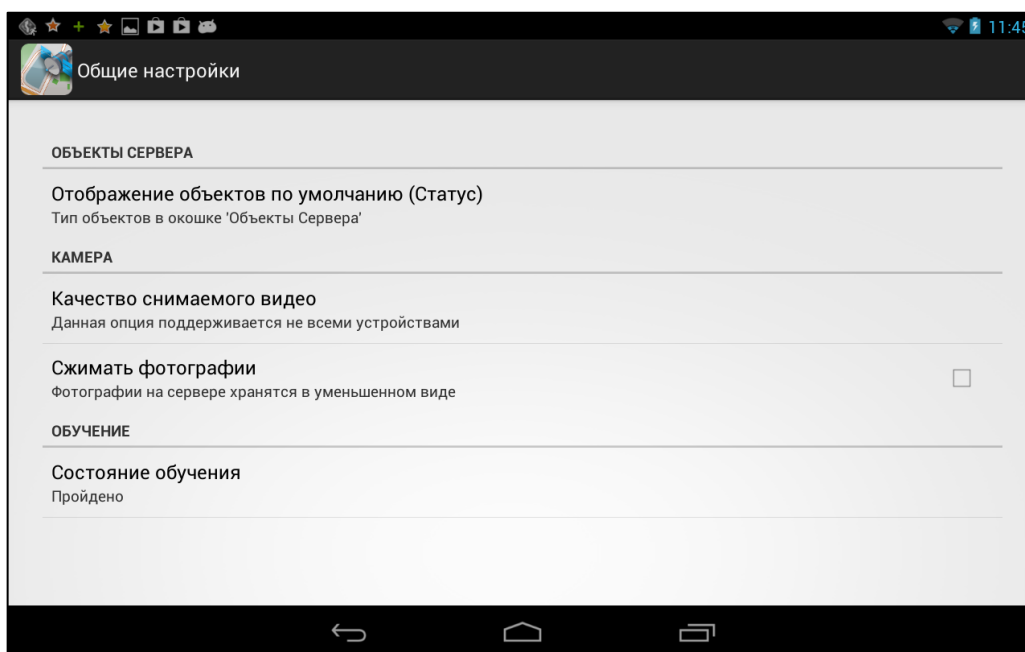 11:45
Общие настройки
ОБЪЕКТЫ СЕРВЕРА
Отображение объектов по умолчанию (Статус)
Тип объектов в окошке 'Объекты Сервера'
КАМЕРА
Качество снимаемого видео
Данная опция поддерживается не всеми устройствами
Сжимать фотографии
Фотографии на сервере хранятся в уменьшенном виде
ОБУЧЕНИЕ
Состояние обучения
Пройдено